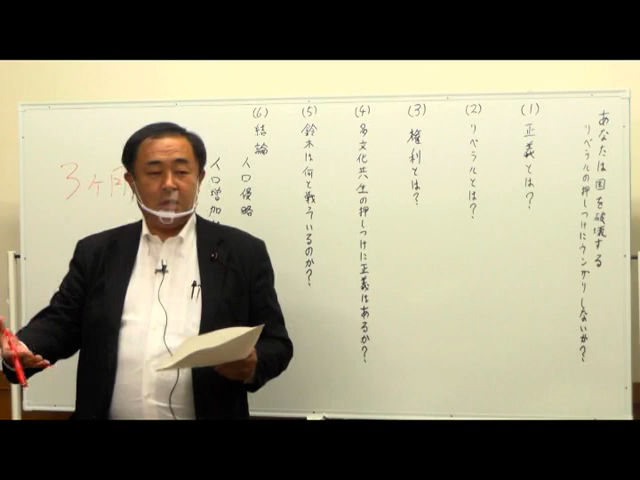 あなたは国を破壊する
リベラルの押しつけにウンザリしないか?
(1) 正義とは?
(2) リベラルとは?
(3) 権利とは?
(4) 多文化共生の押しつけに正義はあるか?
(5) 鈴木は何と戦っているのか?
(6) 結論
人口侵略
人口増加
3ヶ月